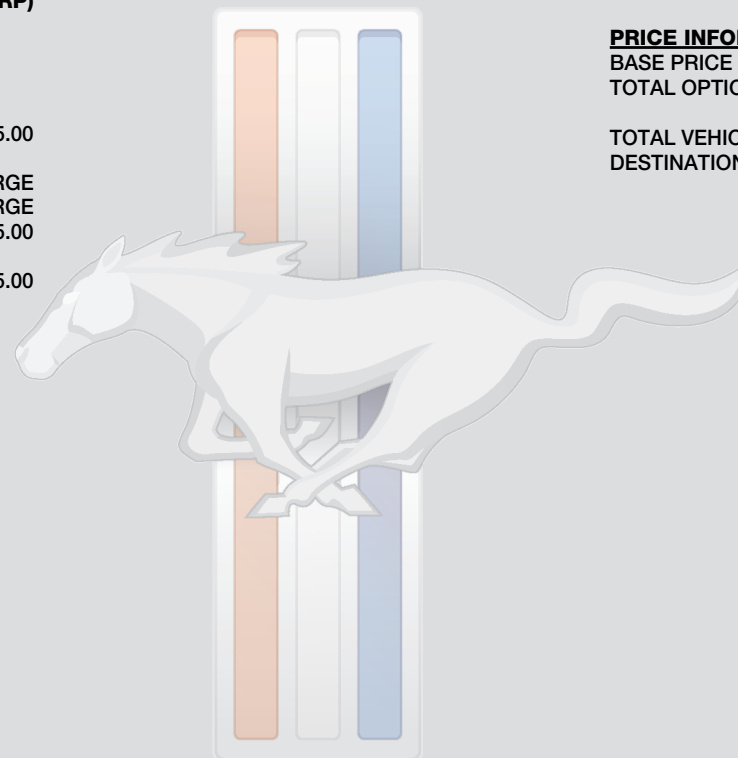 RP)
5.00
RGE
RGE
5.00
5.00
PRICE INFO
BASE PRICE
TOTAL OPTIO
TOTAL VEHIC
DESTINATION